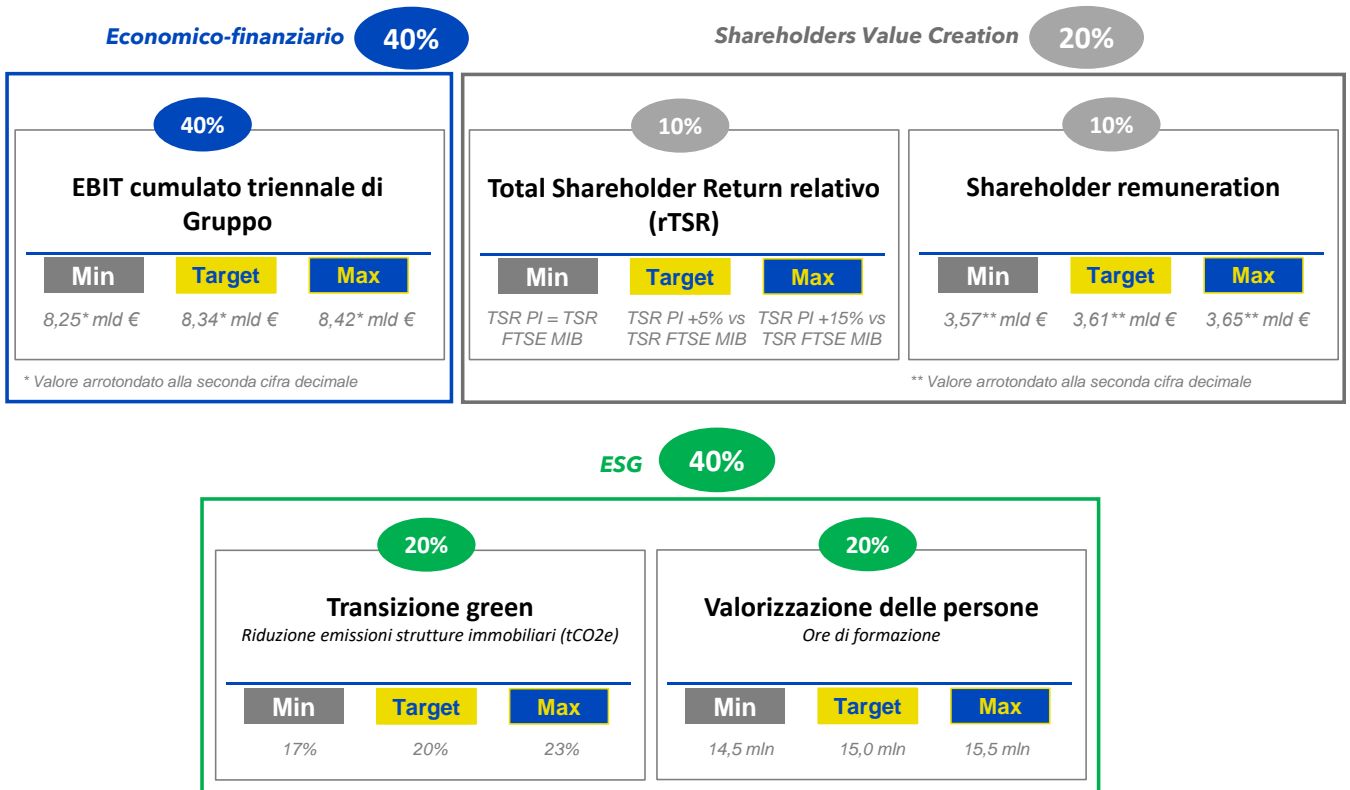 Economico-finanziario 40%
Shareholders Value Creation 20%
40%
EBIT cumulato triennale di
Gruppo
Min Target Max
8,25* mld € 8,34* mld € 8,42* mld €
* Valore arrotondato alla seconda cifra decimale
10%
Total Shareholder Return relativo
(rTSR)
Min Target Max
TSR PI = TSR TSR PI +5% vs TSR PI +15% vs
FTSE MIB TSR FTSE MIB TSR FTSE MIB
10%
Shareholder remuneration
Min Target Max
3,57** mld € 3,61** mld € 3,65** mld €
** Valore arrotondato alla seconda cifra decimale
ESG 40%
20%
Transizione green
Riduzione emissioni strutture immobiliari (tCO2e)
Min Target Max
17% 20% 23%
20%
Valorizzazione delle persone
Ore di formazione
Min Target Max
14,5 mln 15,0 mln 15,5 mln